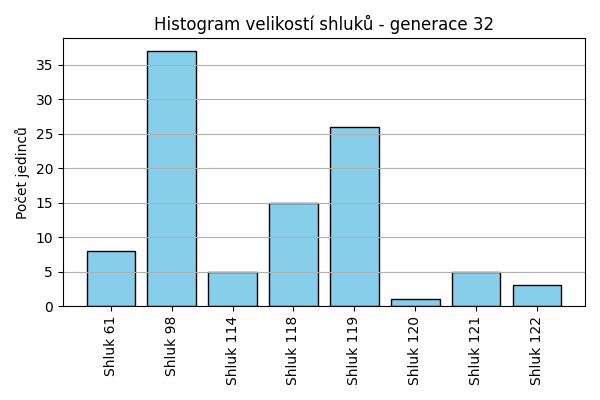 Histogram velikostí shluků - generace 32
Počet jedinců
35
30
25
20
15
10
5
0
Shluk 61
Shluk 98
Shluk 114
Shluk 118
Shluk 119
Shluk 120
Shluk 121
Shluk 122